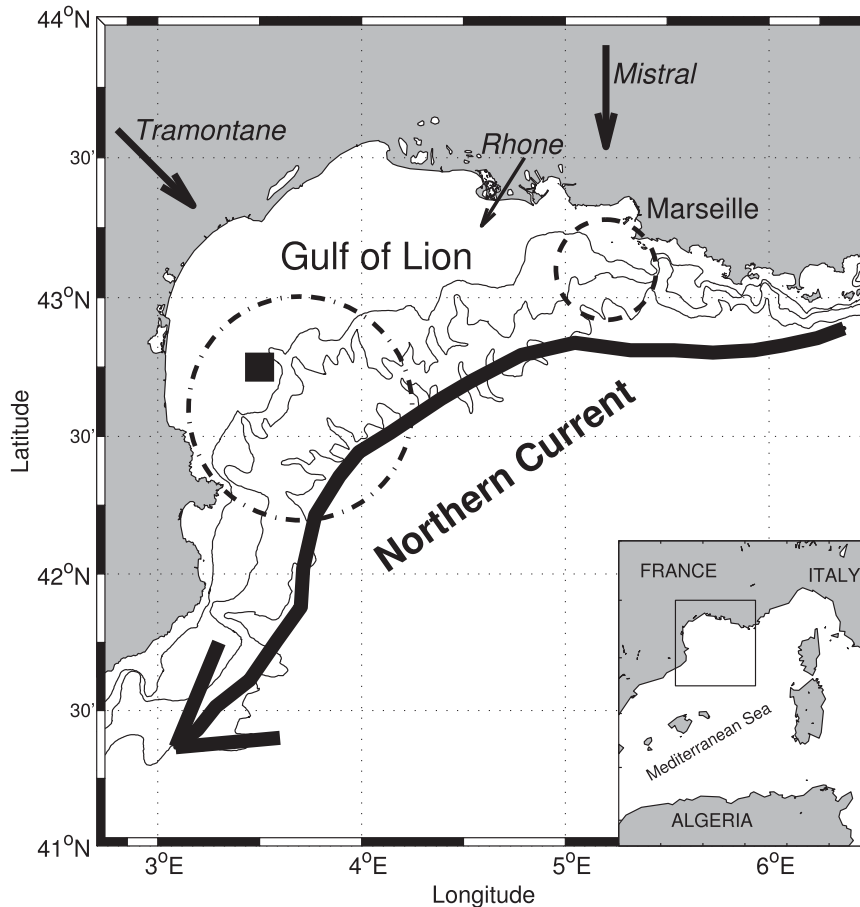 44°N
Mistral
Tramontane
Rhone
30'
Marseille
Gulf of Lion
43°N
Latitude
30'
Northern Current
42°N
FRANCE
ITALY
30'
Mediterranean Sea
ALGERIA
41°N
3°E
4°E
5°E
6°E
Longitude